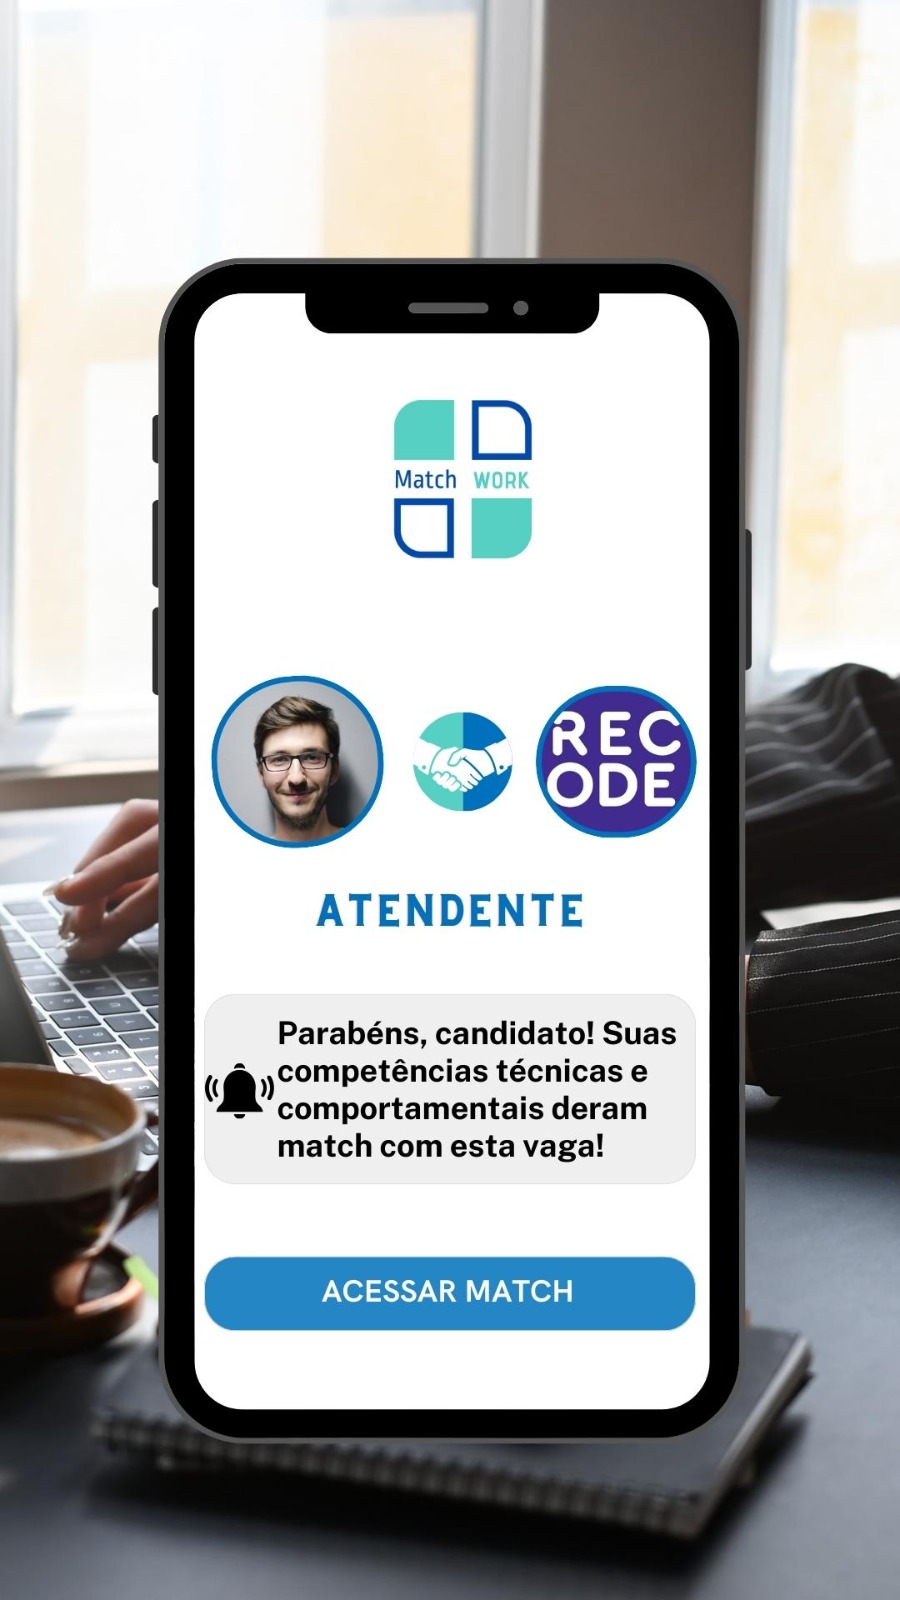 Match WORK
REC
ODE
ATENDENTE
Parabéns, candidato! Suas
competências técnicas e
comportamentais deram
match com esta vaga!
ACESSAR MATCH